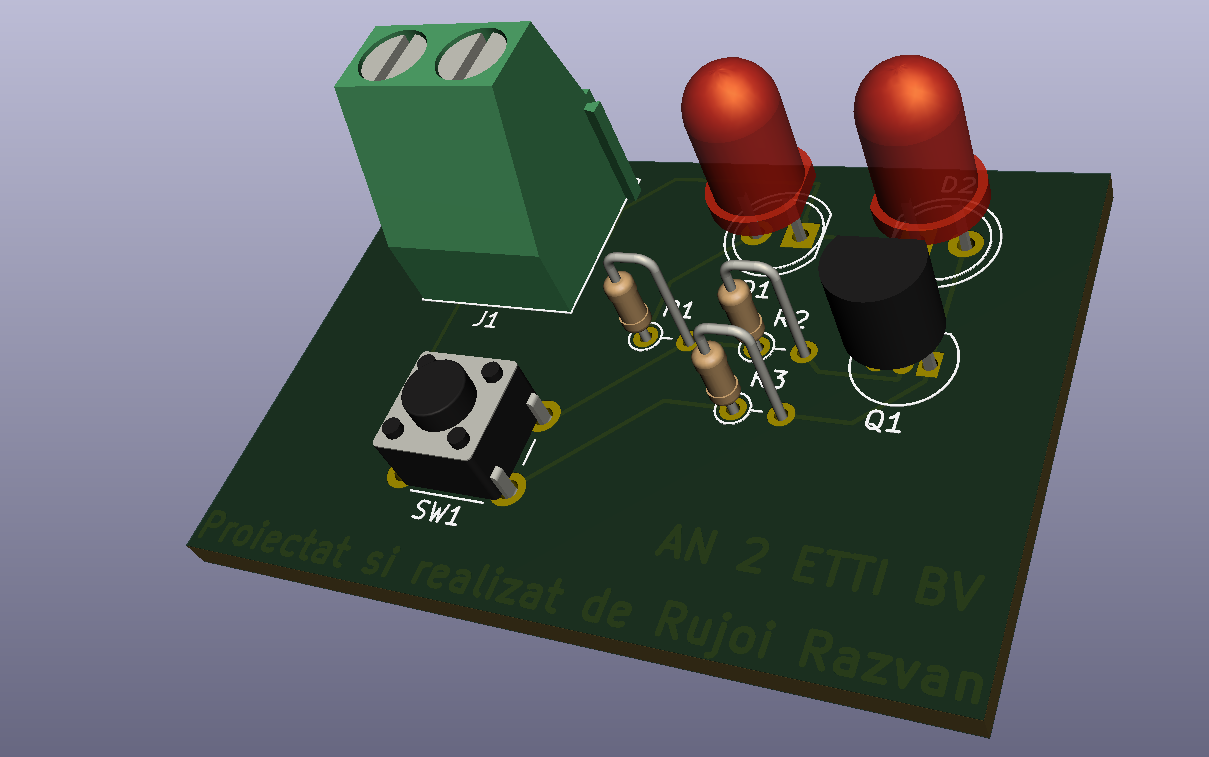 D2
J1
R1
D1
R2
R3
Q1
SW1
AN 2 ETTI BV
Proiectat si realizat de Rujoi Razvan